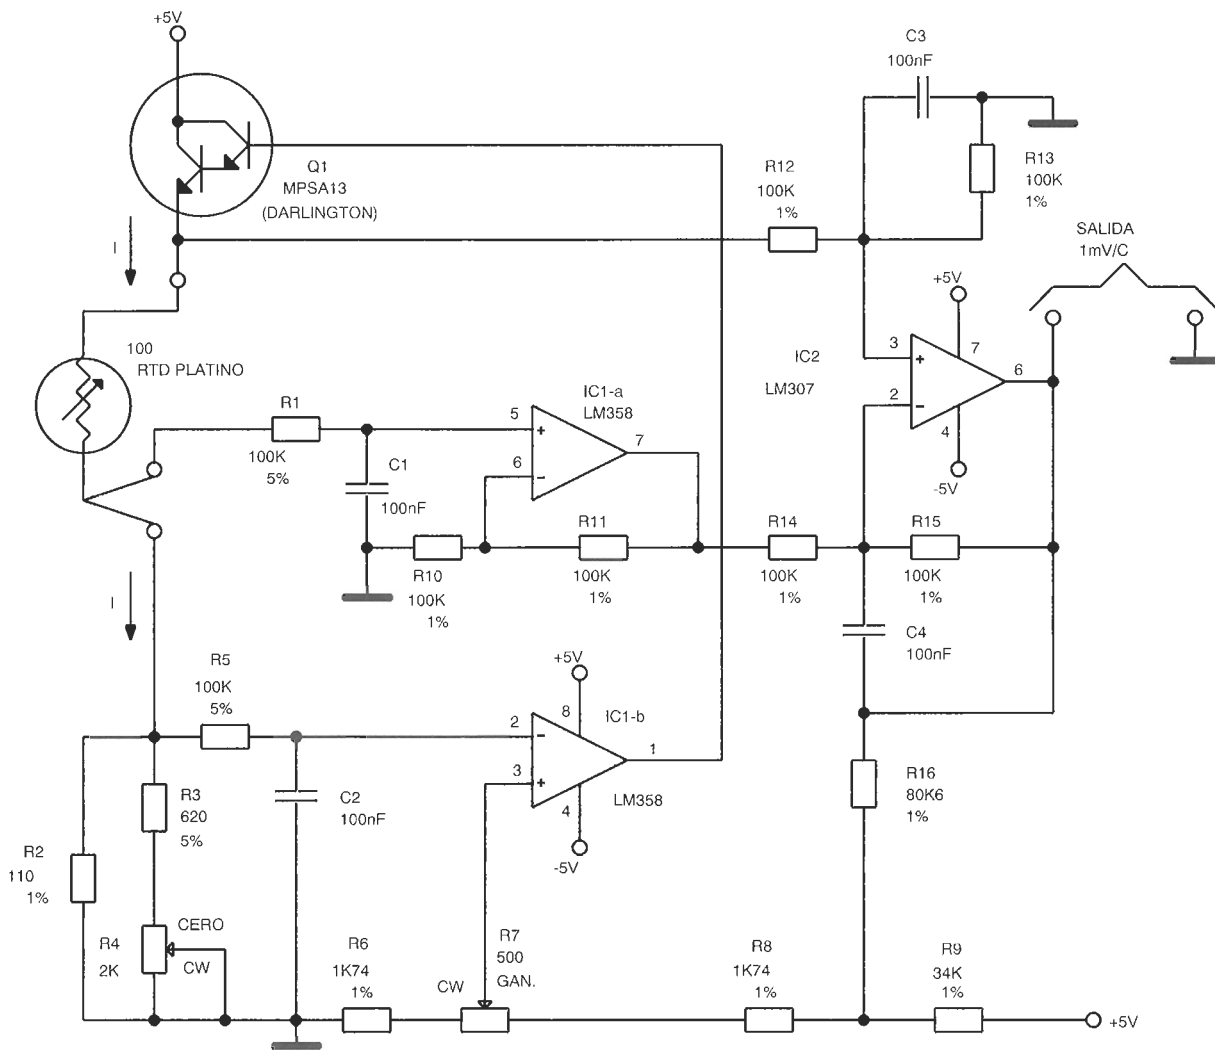 +5V
C3
100nF
Q1
MPSA13
(DARLINGTON)
R12
100K
1%
R13
100K
1%
SALIDA
1mV/C
I
+5V
100
RTD PLATINO
3
+
7
IC2
LM307
6
2
-
4
-5V
R1
100K
5%
IC1-a
LM358
5
+
7
6
-
C1
100nF
R10
100K
1%
R11
100K
1%
R14
100K
1%
R15
100K
1%
I
C4
100nF
R5
100K
5%
+5V
8
IC1-b
2
-
1
3
+
LM358
4
-5V
R3
620
5%
C2
100nF
R16
80K6
1%
R2
110
1%
CERO
R4
2K
CW
R6
1K74
1%
CW
R7
500
GAN.
R8
1K74
1%
R9
34K
1%
+5V